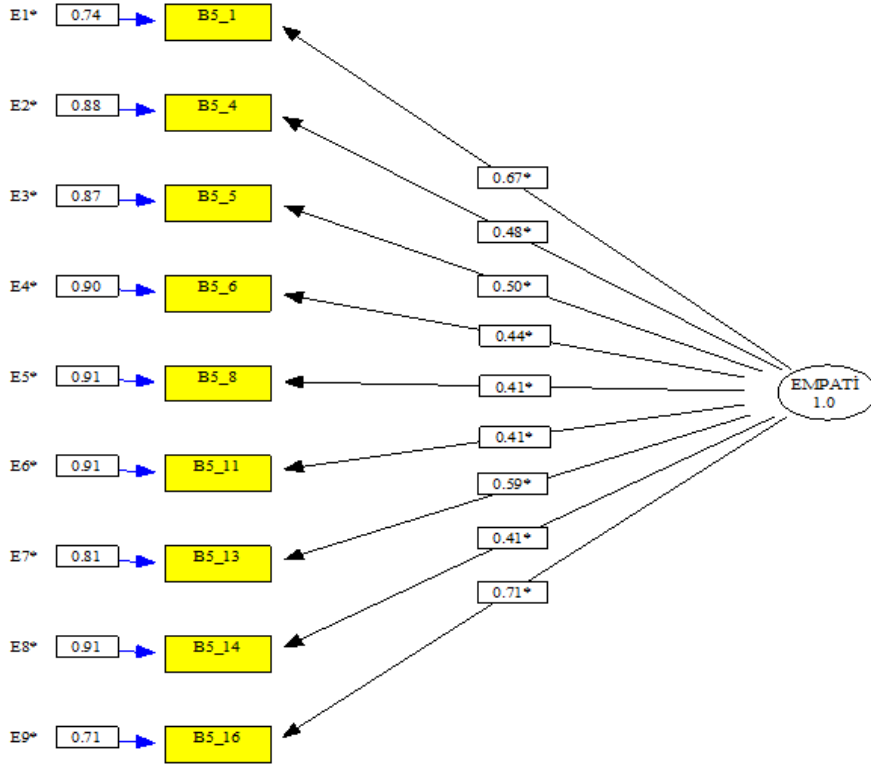 E1* 0.74 B5_1
E2* 0.88 B5_4
E3* 0.87 B5_5
E4* 0.90 B5_6
E5* 0.91 B5_8
E6* 0.91 B5_11
E7* 0.81 B5_13
E8* 0.91 B5_14
E9* 0.71 B5_16
0.67*
0.48*
0.50*
0.44*
0.41*
0.41*
0.59*
0.41*
0.71*
EMPATİ
1.0